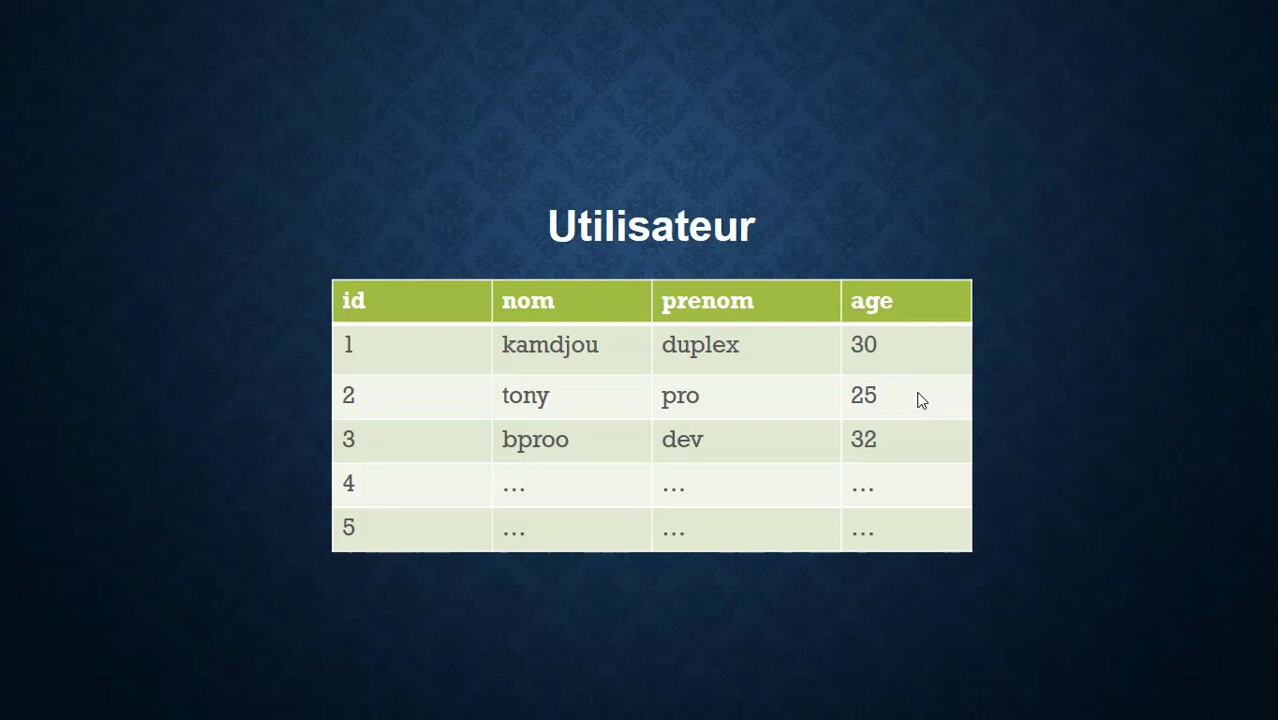 Utilisateur
id nom prenom age
1 kamdjou duplex 30
2 tony pro 25
3 bproo dev 32
4 ... ... ...
5 ... ... ...